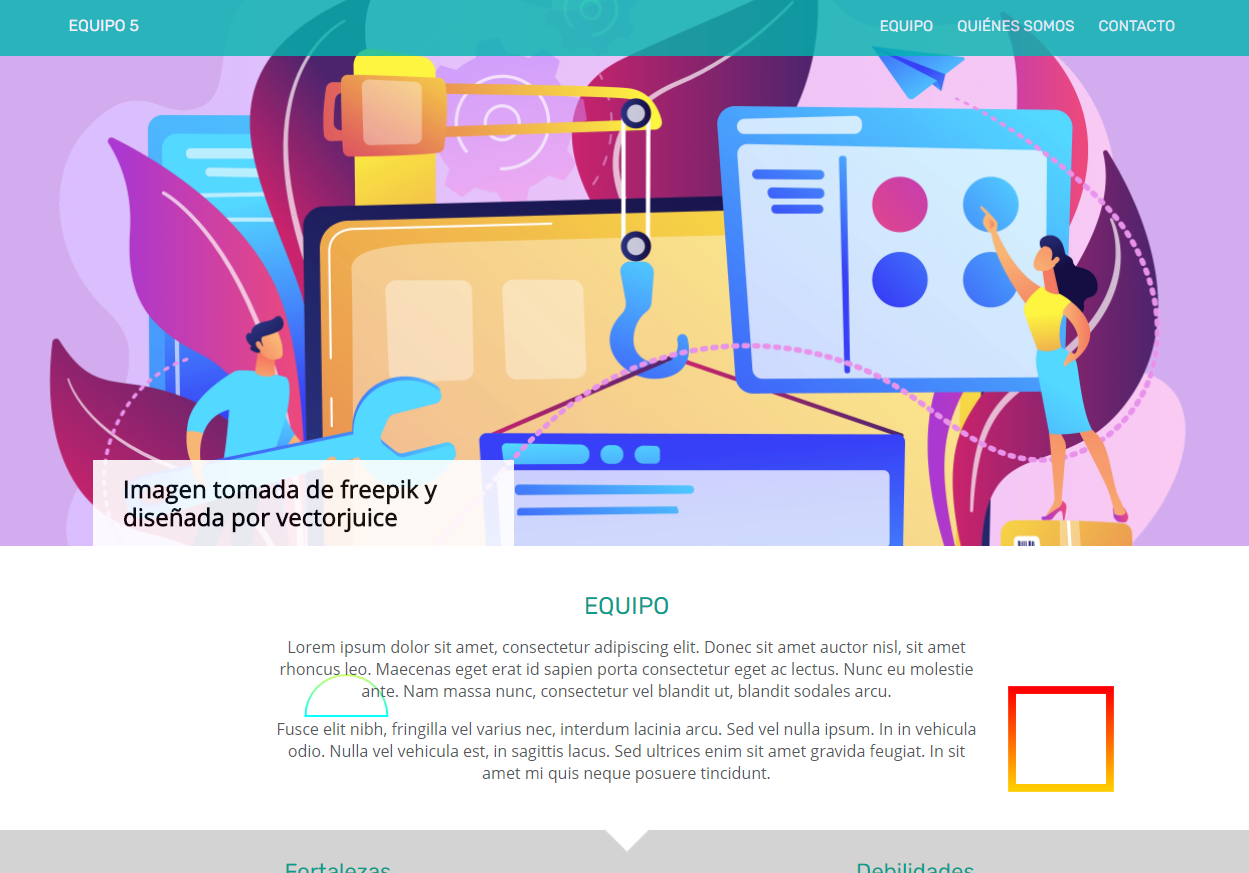 EQUIPO 5
EQUIPO QUIÉNES SOMOS CONTACTO
Imagen tomada de freepik y
diseñada por vectorjuice
EQUIPO
Lorem ipsum dolor sit amet, consectetur adipiscing elit. Donec sit amet auctor nisl, sit amet
rhoncus leo. Maecenas eget erat id sapien porta consectetur eget ac lectus. Nunc eu molestie
ante. Nam massa nunc, consectetur vel blandit ut, blandit sodales arcu.
Fusce elit nibh, fringilla vel varius nec, interdum lacinia arcu. Sed vel nulla ipsum. In in vehicula
odio. Nulla vel vehicula est, in sagittis lacus. Sed ultrices enim sit amet gravida feugiat. In sit
amet mi quis neque posuere tincidunt.
Fortalezas Debilidades